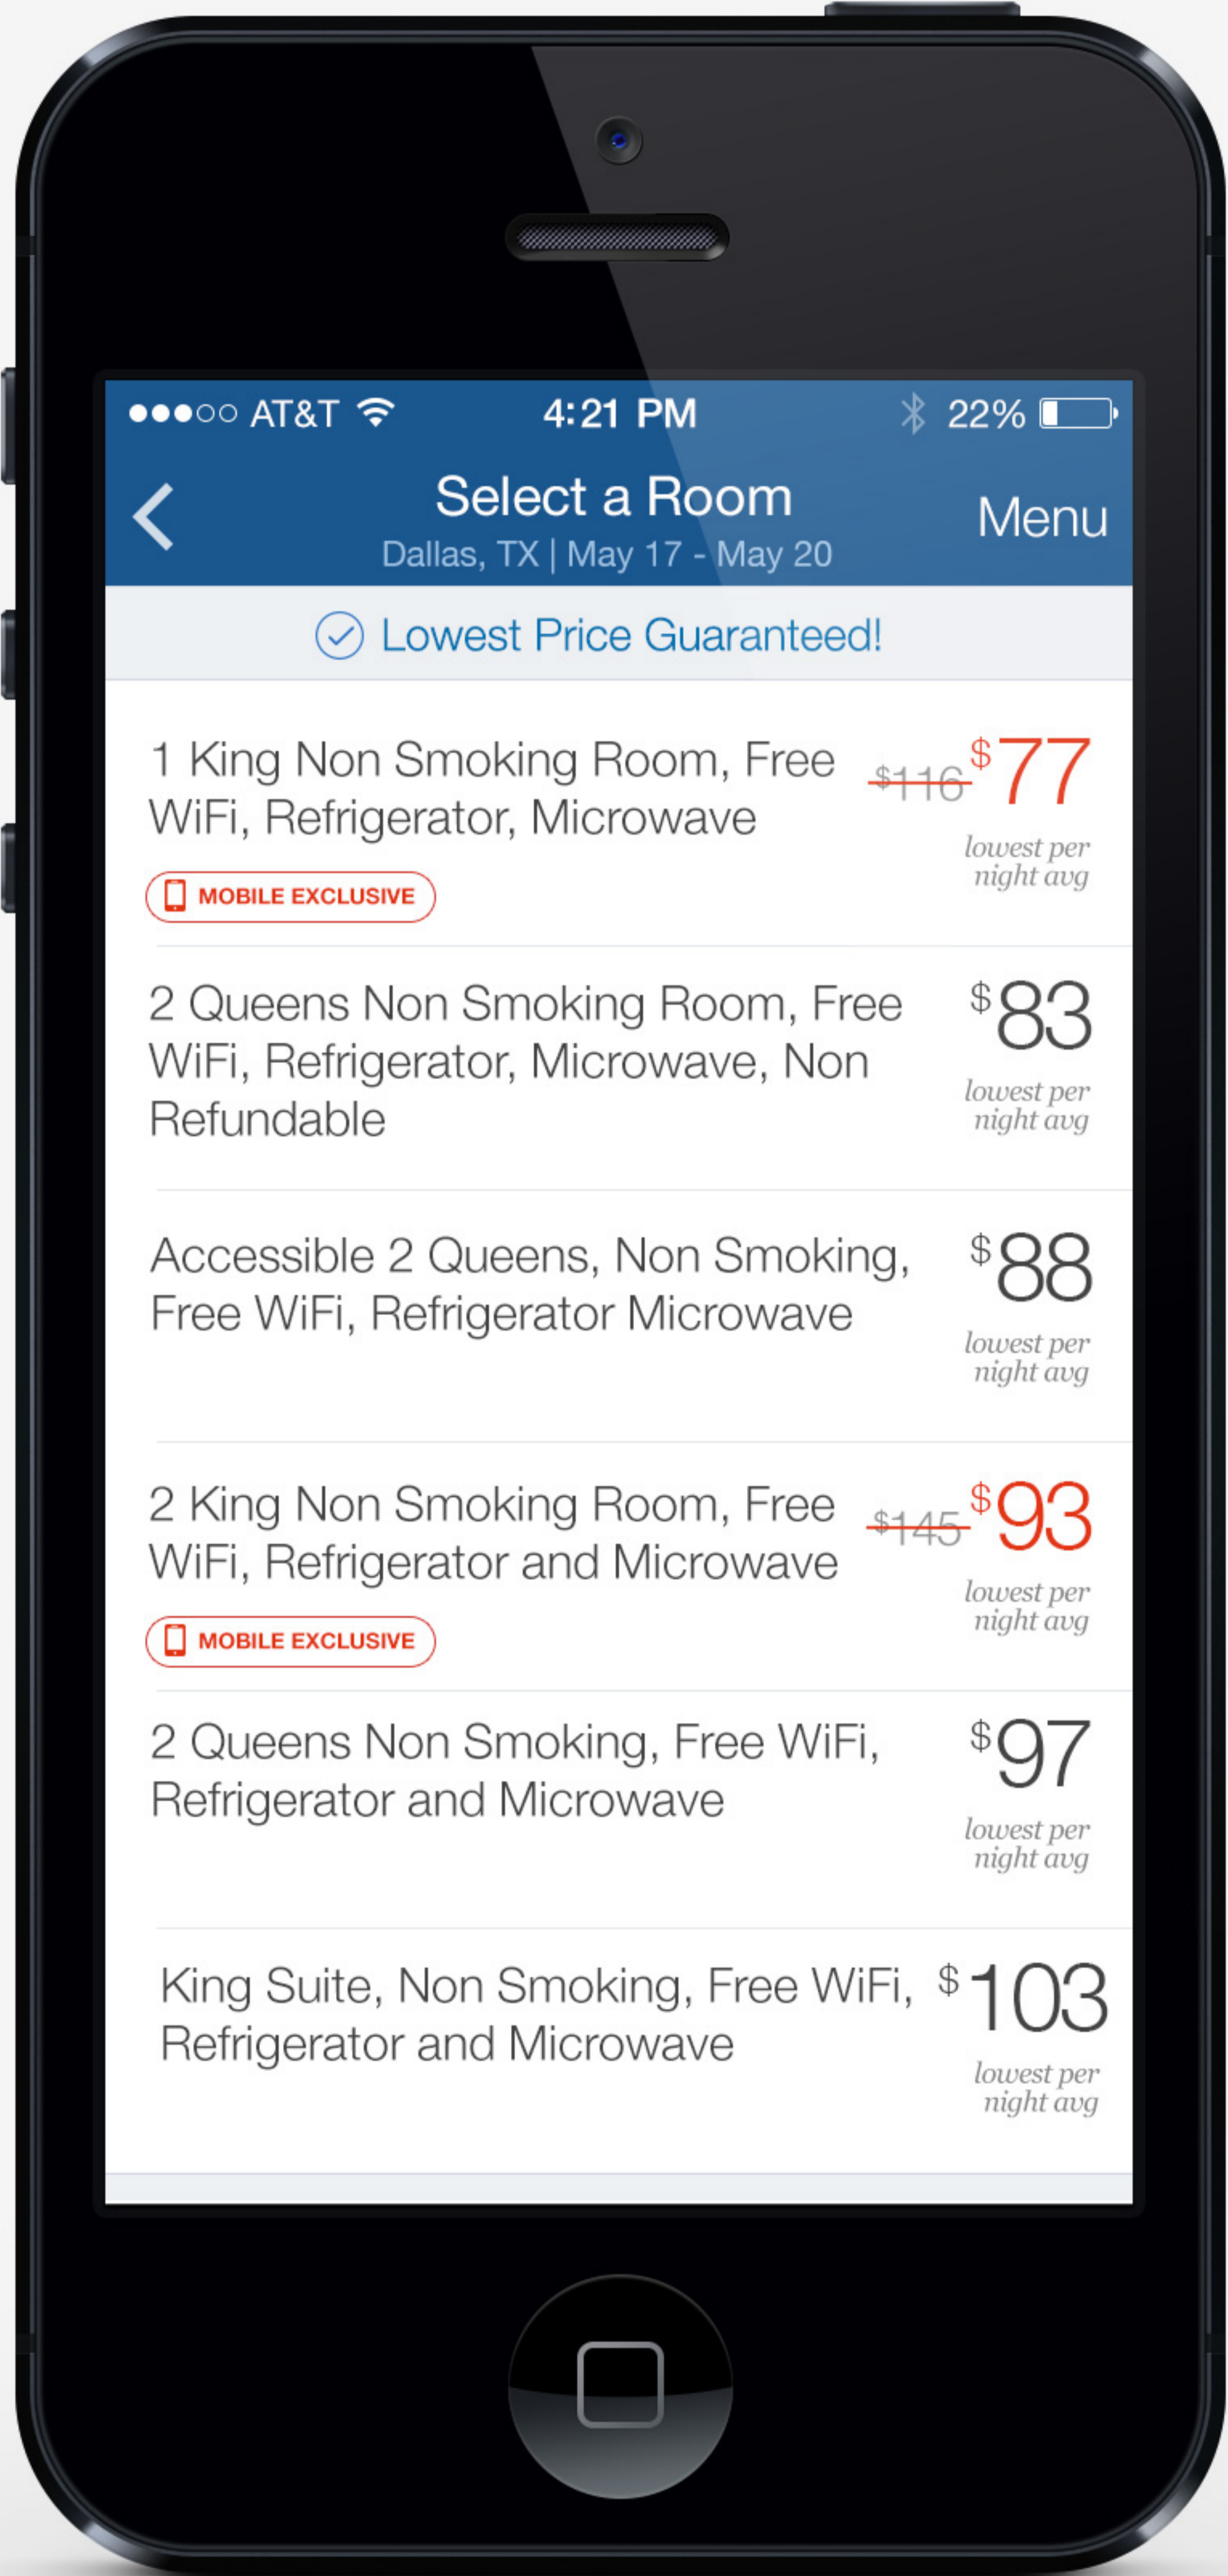 AT&T 4:21 PM 22%
Select a Room
Menu
Dallas, TX | May 17 - May 20
Lowest Price Guaranteed!
1 King Non Smoking Room, Free
WiFi, Refrigerator, Microwave
$116 $77
lowest per
night avg
MOBILE EXCLUSIVE
2 Queens Non Smoking Room, Free
WiFi, Refrigerator, Microwave, Non
Refundable
$83
lowest per
night avg
Accessible 2 Queens, Non Smoking,
Free WiFi, Refrigerator Microwave
$88
lowest per
night avg
2 King Non Smoking Room, Free
WiFi, Refrigerator and Microwave
$145 $93
lowest per
night avg
MOBILE EXCLUSIVE
2 Queens Non Smoking, Free WiFi,
Refrigerator and Microwave
$97
lowest per
night avg
King Suite, Non Smoking, Free WiFi,
Refrigerator and Microwave
$103
lowest per
night avg